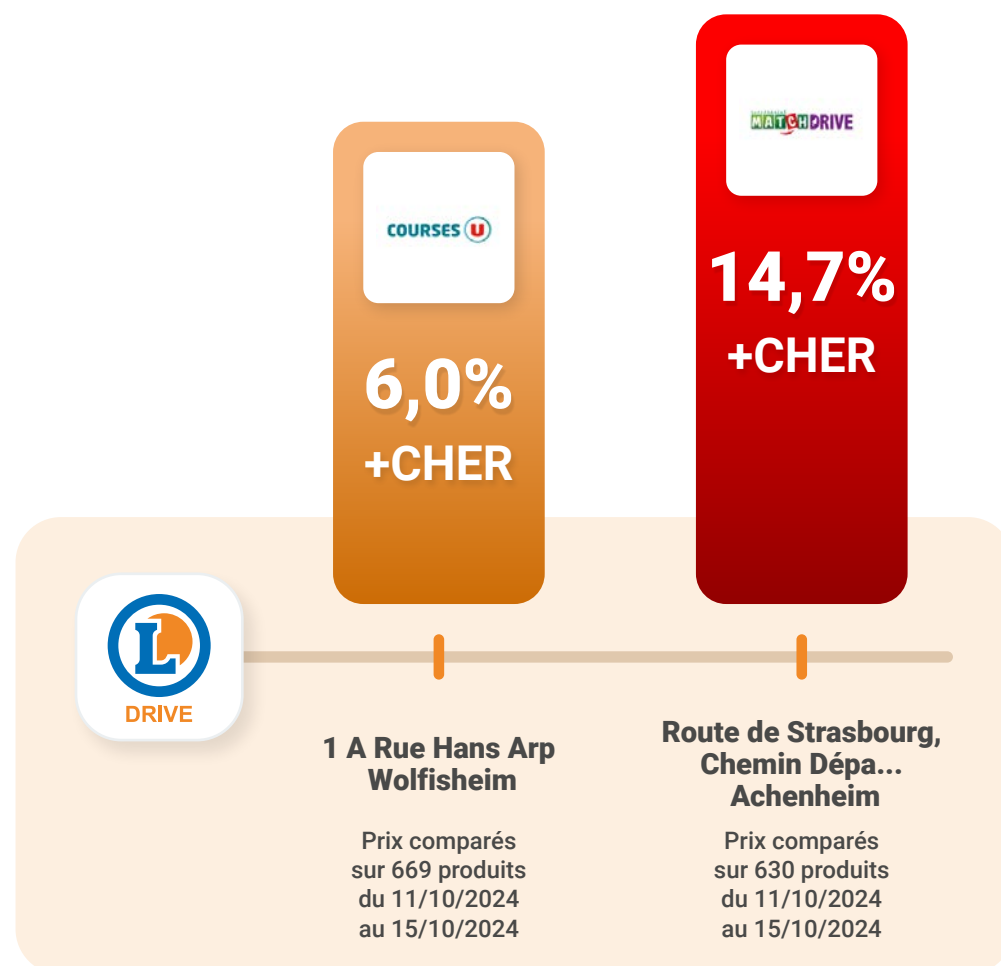 COURSES U
6,0%
+CHER
MATCH DRIVE
14,7%
+CHER
L
DRIVE
1 A Rue Hans Arp
Wolfisheim
Prix comparés
sur 669 produits
du 11/10/2024
au 15/10/2024
Route de Strasbourg,
Chemin Dépa...
Achenheim
Prix comparés
sur 630 produits
du 11/10/2024
au 15/10/2024